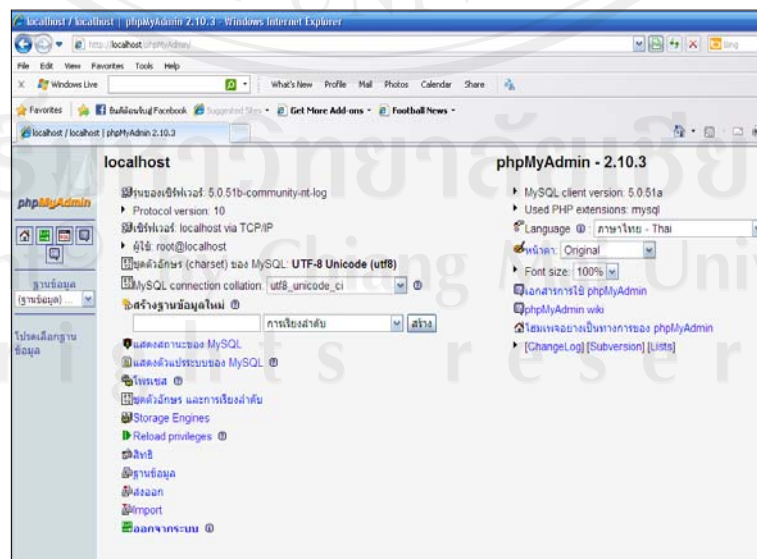 localhost / localhost | phpMyAdmin 2.10.3 - Windows Internet Explorer
http://localhost/phpMyAdmin/
bing
File Edit View Favorites Tools Help
X Windows Live What's New Profile Mail Photos Calendar Share
Favorites Facebook Suggested Sites Get More Add-ons Football News
localhost / localhost | phpMyAdmin 2.10.3
phpMyAdmin
ฐานข้อมูล
(ฐานข้อมูล) ...
โปรดเลือกฐาน
ข้อมูล
localhost
รุ่นของเซิร์ฟเวอร์: 5.0.51b-community-nt-log
Protocol version: 10
เซิร์ฟเวอร์: localhost via TCP/IP
ผู้ใช้: root@localhost
ชุดตัวอักษร (charset) ของ MySQL: UTF-8 Unicode (utf8)
MySQL connection collation: utf8_unicode_ci
สร้างฐานข้อมูลใหม่
การเรียงลำดับ สร้าง
แสดงสถานะของ MySQL
แสดงตัวแปรระบบของ MySQL
โพรเซส
ชุดตัวอักษร และการเรียงลำดับ
Storage Engines
Reload privileges
สิทธิ
ฐานข้อมูล
ส่งออก
Import
ออกจากระบบ
phpMyAdmin - 2.10.3
MySQL client version: 5.0.51a
Used PHP extensions: mysql
Language : ภาษาไทย - Thai
หน้าตา: Original
Font size: 100%
เอกสารการใช้ phpMyAdmin
phpMyAdmin wiki
โฮมเพจอย่างเป็นทางการของ phpMyAdmin
[ChangeLog] [Subversion] [Lists]